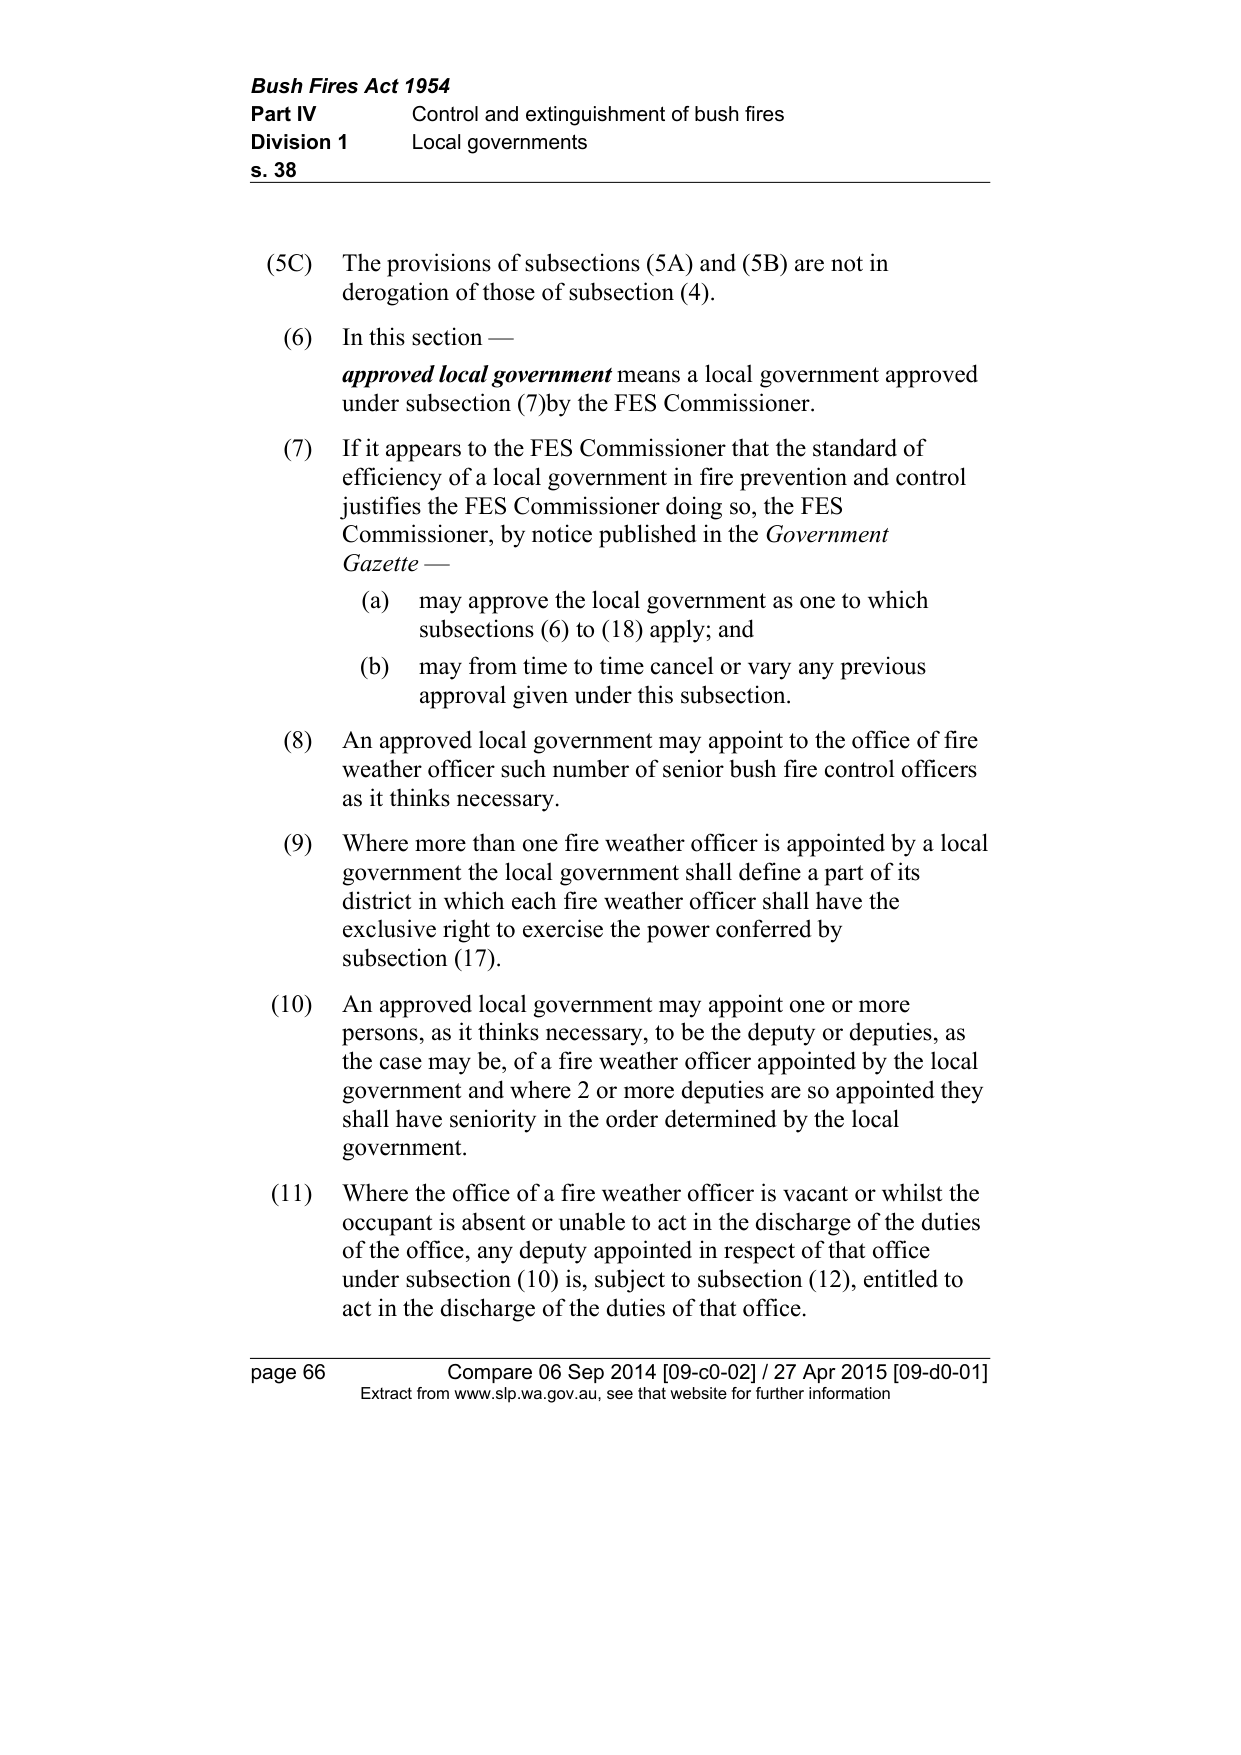 Bush Fires Act 1954
Part IV Control and extinguishment of bush fires
Division 1 Local governments
s. 38
(5C) The provisions of subsections (5A) and (5B) are not in
derogation of those of subsection (4).
(6) In this section —
approved local government means a local government approved
under subsection (7)by the FES Commissioner.
(7) If it appears to the FES Commissioner that the standard of
efficiency of a local government in fire prevention and control
justifies the FES Commissioner doing so, the FES
Commissioner, by notice published in the Government
Gazette —
(a) may approve the local government as one to which
subsections (6) to (18) apply; and
(b) may from time to time cancel or vary any previous
approval given under this subsection.
(8) An approved local government may appoint to the office of fire
weather officer such number of senior bush fire control officers
as it thinks necessary.
(9) Where more than one fire weather officer is appointed by a local
government the local government shall define a part of its
district in which each fire weather officer shall have the
exclusive right to exercise the power conferred by
subsection (17).
(10) An approved local government may appoint one or more
persons, as it thinks necessary, to be the deputy or deputies, as
the case may be, of a fire weather officer appointed by the local
government and where 2 or more deputies are so appointed they
shall have seniority in the order determined by the local
government.
(11) Where the office of a fire weather officer is vacant or whilst the
occupant is absent or unable to act in the discharge of the duties
of the office, any deputy appointed in respect of that office
under subsection (10) is, subject to subsection (12), entitled to
act in the discharge of the duties of that office.
page 66 Compare 06 Sep 2014 [09-c0-02] / 27 Apr 2015 [09-d0-01]
Extract from www.slp.wa.gov.au, see that website for further information